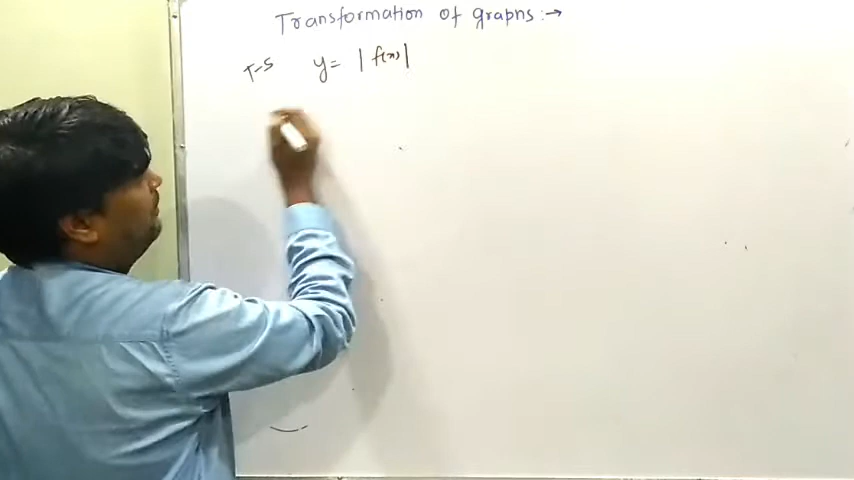 Transformation of graphs :→
T-5 y = | f(x) |